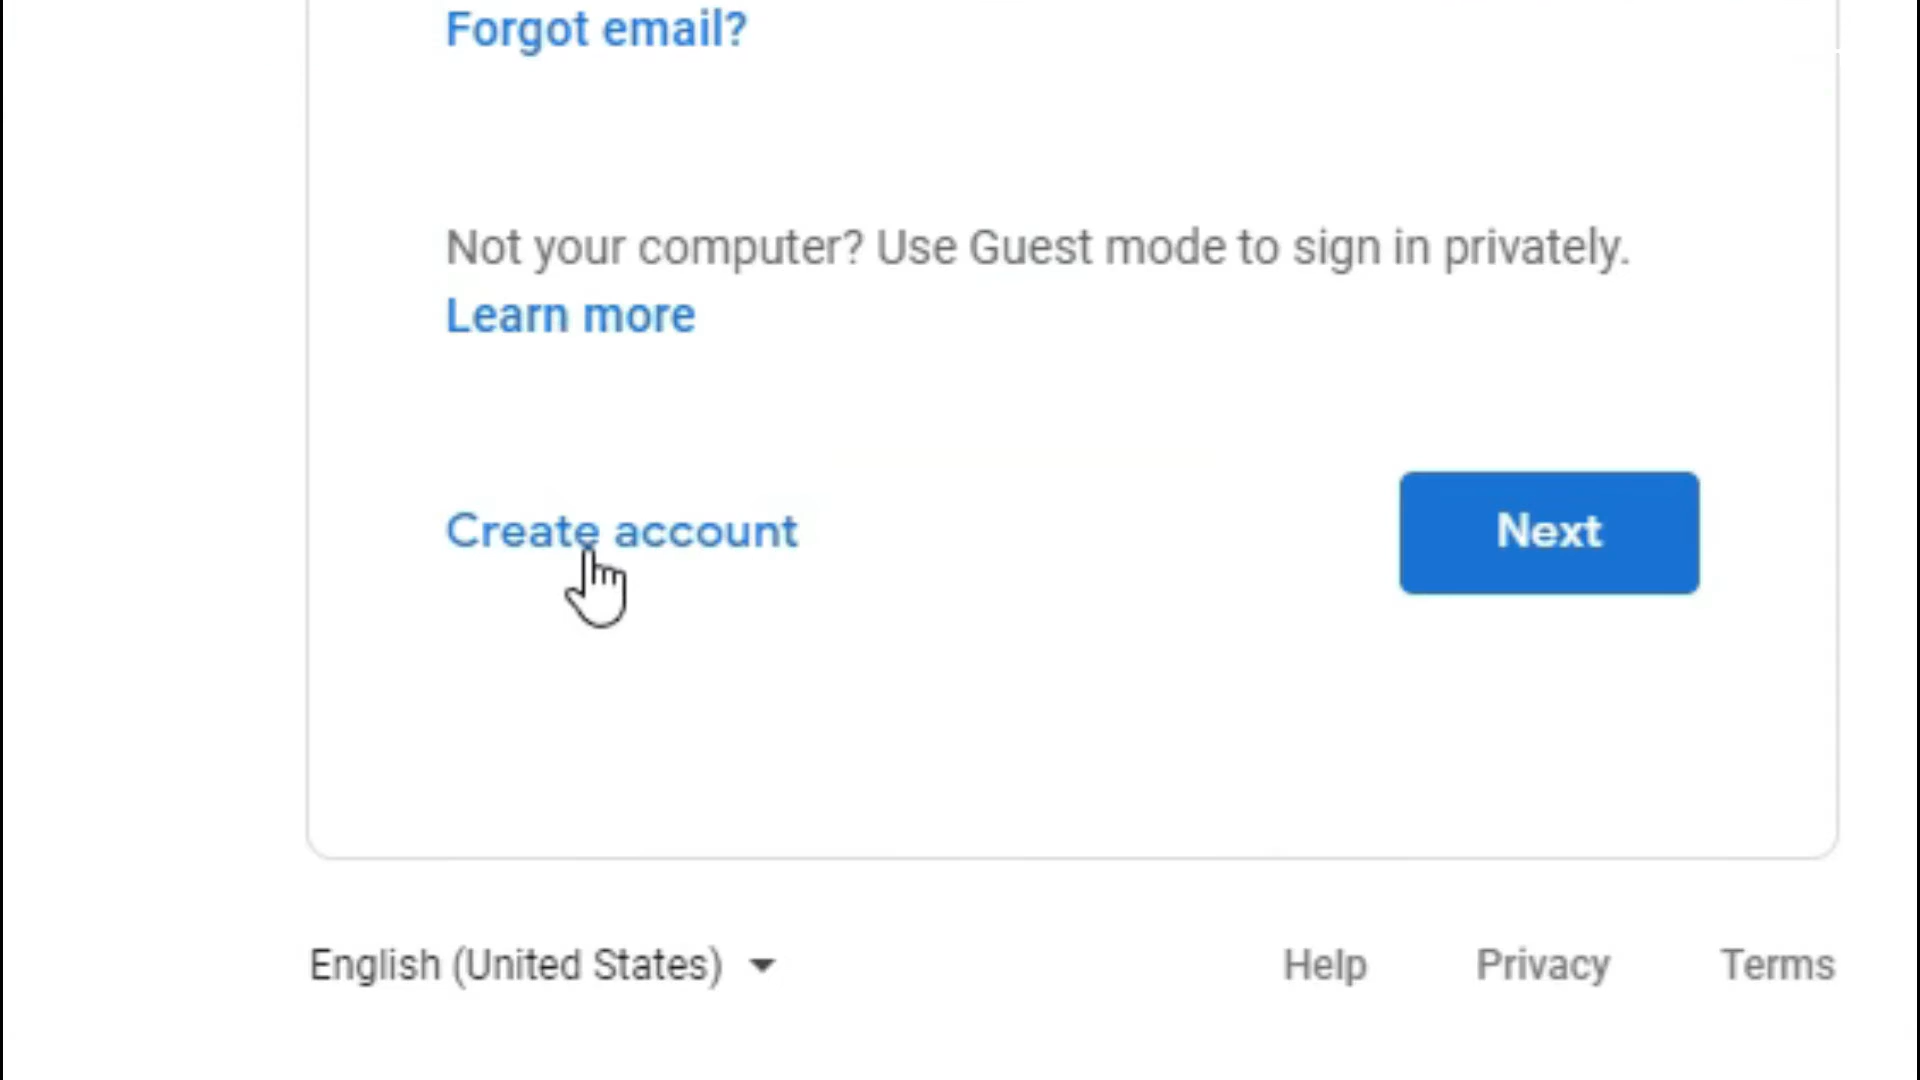 Forgot email?
Not your computer? Use Guest mode to sign in privately.
Learn more
Create account
Next
English (United States)
Help
Privacy
Terms